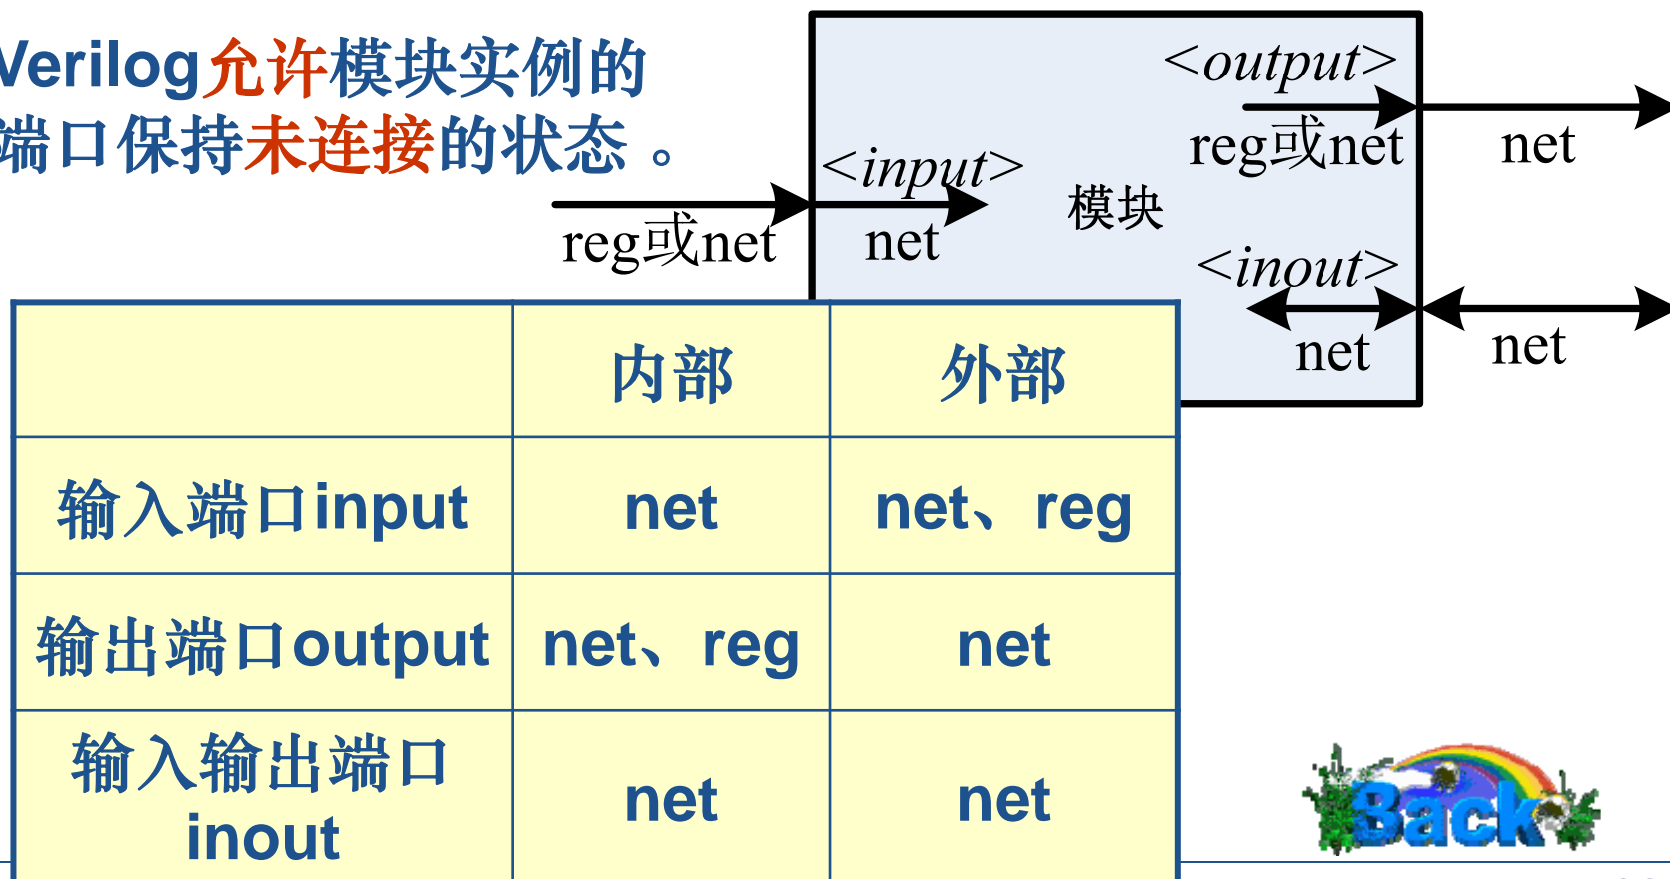 Verilog允许模块实例的
端口保持未连接的状态 。
<output>
reg或net
net
<input>
reg或net
net
模块
<inout>
net
net
内部 外部
输入端口input net net、reg
输出端口output net、reg net
输入输出端口
inout net net
Back